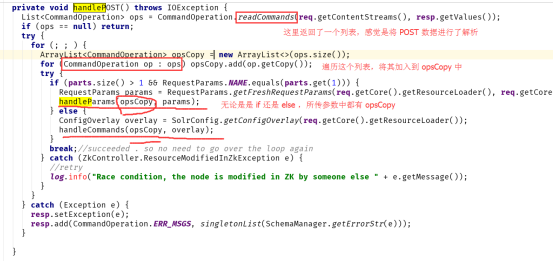 private void handlePOST() throws IOException {
List<CommandOperation> ops = CommandOperation.readCommands(req.getContentStreams(), resp.getValues());
if (ops == null) return;
这里返回了一个列表，感觉是将 POST 数据进行了解析
try {
for (; ; ) {
ArrayList<CommandOperation> opsCopy = new ArrayList<>(ops.size());
for (CommandOperation op : ops) opsCopy.add(op.getCopy());
遍历这个列表，将其加入到 opsCopy 中
try {
if (parts.size() > 1 && RequestParams.NAME.equals(parts.get(1))) {
RequestParams params = RequestParams.getFreshRequestParams(req.getCore().getResourceLoader(), req.getCore
handleParams(opsCopy, params);
无论是是 if 还是 else，所传参数中都有 opsCopy
} else {
ConfigOverlay overlay = SolrConfig.getConfigOverlay(req.getCore().getResourceLoader());
handleCommands(opsCopy, overlay);
}
break;//succeeded . so no need to go over the loop again
} catch (ZkController.ResourceModifiedInZkException e) {
//retry
log.info("Race condition, the node is modified in ZK by someone else " + e.getMessage());
}
}
} catch (Exception e) {
resp.setException(e);
resp.add(CommandOperation.ERR_MSGS, singletonList(SchemaManager.getErrorStr(e)));
}
}